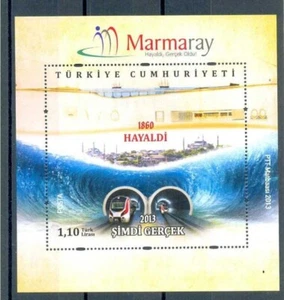 Marmaray
Hayaldik, Gerçek Oldu!
TÜRKİYE CUMHURİYETİ
1860
HAYALDİ
2013
ŞİMDİ GERÇEK
1,10 Türk
Lirası
PTT Matbaası 2013